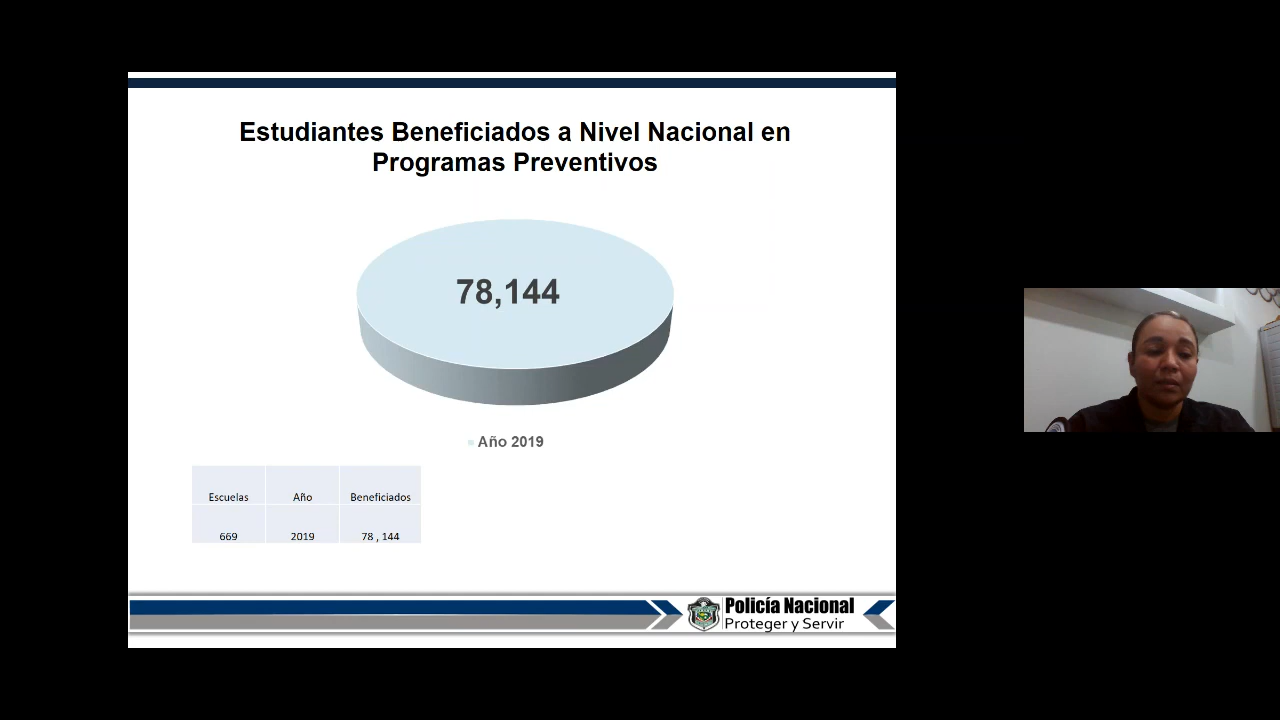 Estudiantes Beneficiados a Nivel Nacional en
Programas Preventivos
78,144
Año 2019
Escuelas Año Beneficiados
669 2019 78 , 144
Policía Nacional
Proteger y Servir